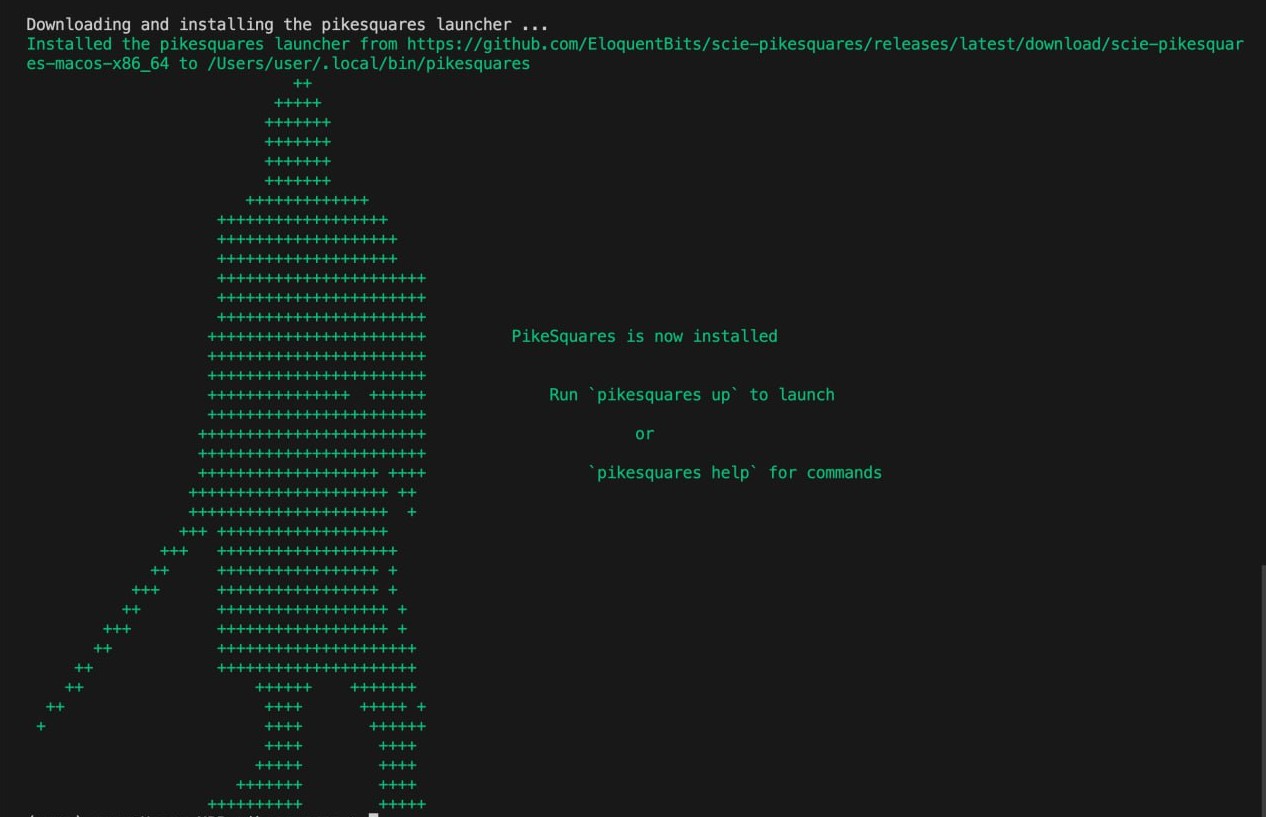 Downloading and installing the pikesquares launcher ...
Installed the pikesquares launcher from https://github.com/EloquentBits/scie-pikesquares/releases/latest/download/scie-pikesquar
es-macos-x86_64 to /Users/user/.local/bin/pikesquares
PikeSquares is now installed
Run `pikesquares up` to launch
or
`pikesquares help` for commands